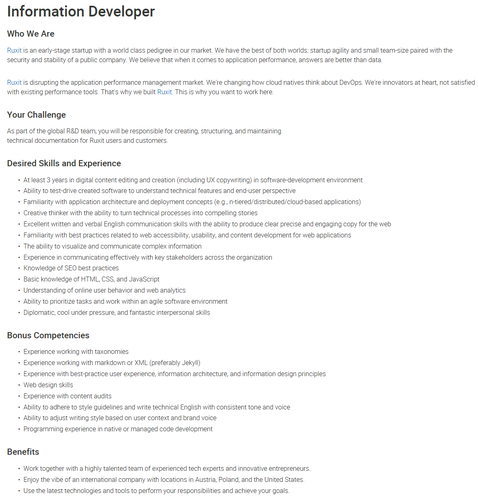 Information Developer
Who We Are
Ruxit is an early-stage startup with a world class pedigree in our market. We have the best of both worlds: startup agility and small team-size paired with the
security and stability of a public company. We believe that when it comes to application performance, answers are better than data.
Ruxit is disrupting the application performance management market. We're changing how cloud natives think about DevOps. We're innovators at heart, not satisfied
with existing performance tools. That's why we built Ruxit. This is why you want to work here.
Your Challenge
As part of the global R&D team, you will be responsible for creating, structuring, and maintaining
technical documentation for Ruxit users and customers.
Desired Skills and Experience
• At least 3 years in digital content editing and creation (including UX copywriting) in software-development environment
• Ability to test-drive created software to understand technical features and end-user perspective
• Familiarity with application architecture and deployment concepts (e.g., n-tiered/distributed/cloud-based applications)
• Creative thinker with the ability to turn technical processes into compelling stories
• Excellent written and verbal English communication skills with the ability to produce clear precise and engaging copy for the web
• Familiarity with best practices related to web accessibility, usability, and content development for web applications
• The ability to visualize and communicate complex information
• Experience in communicating effectively with key stakeholders across the organization
• Knowledge of SEO best practices
• Basic knowledge of HTML, CSS, and JavaScript
• Understanding of online user behavior and web analytics
• Ability to prioritize tasks and work within an agile software environment
• Diplomatic, cool under pressure, and fantastic interpersonal skills
Bonus Competencies
• Experience working with taxonomies
• Experience working with markdown or XML (preferably Jekyll)
• Experience with best-practice user experience, information architecture, and information design principles
• Web design skills
• Experience with content audits
• Ability to adhere to style guidelines and write technical English with consistent tone and voice
• Ability to adjust writing style based on user context and brand voice
• Programming experience in native or managed code development
Benefits
• Work together with a highly talented team of experienced tech experts and innovative entrepreneurs.
• Enjoy the vibe of an international company with locations in Austria, Poland, and the United States.
• Use the latest technologies and tools to perform your responsibilities and achieve your goals.